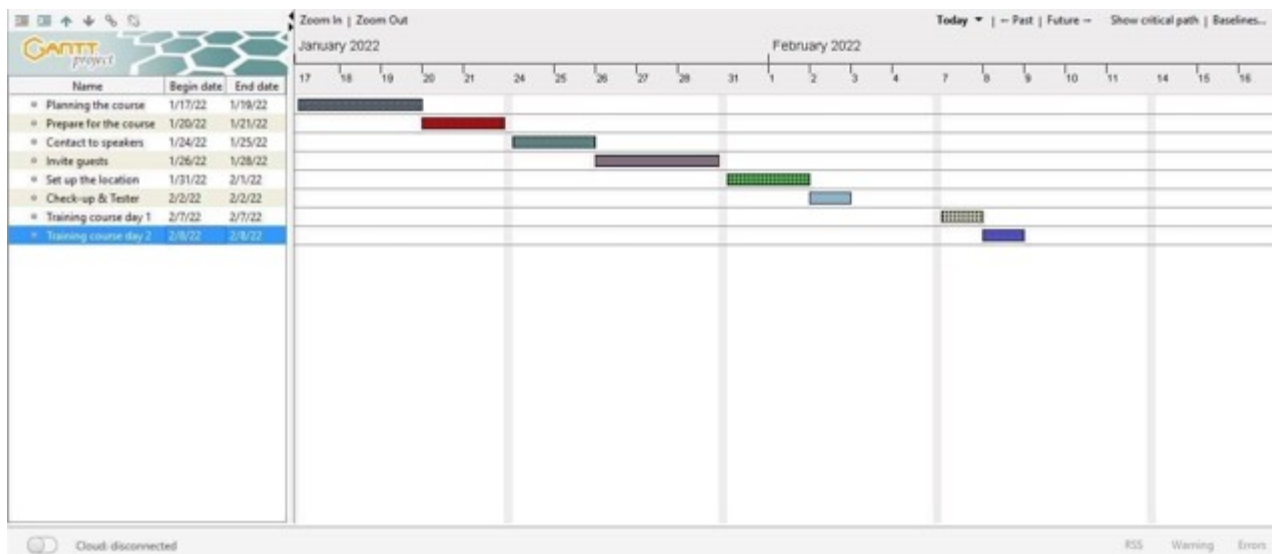 Zoom In | Zoom Out
Today ▼ | ← Past | Future → Show critical path | Baselines...
GANTT
project
January 2022 February 2022
17 18 19 20 21 24 25 26 27 28 31 1 2 3 4 7 8 9 10 11 14 15 16
Name Begin date End date
Planning the course 1/17/22 1/19/22
Prepare for the course 1/20/22 1/21/22
Contact to speakers 1/24/22 1/25/22
Invite guests 1/26/22 1/28/22
Set up the location 1/31/22 2/1/22
Check-up & Tester 2/2/22 2/2/22
Training course day 1 2/7/22 2/7/22
Training course day 2 2/8/22 2/8/22
Cloud: disconnected
RSS Warning Errors